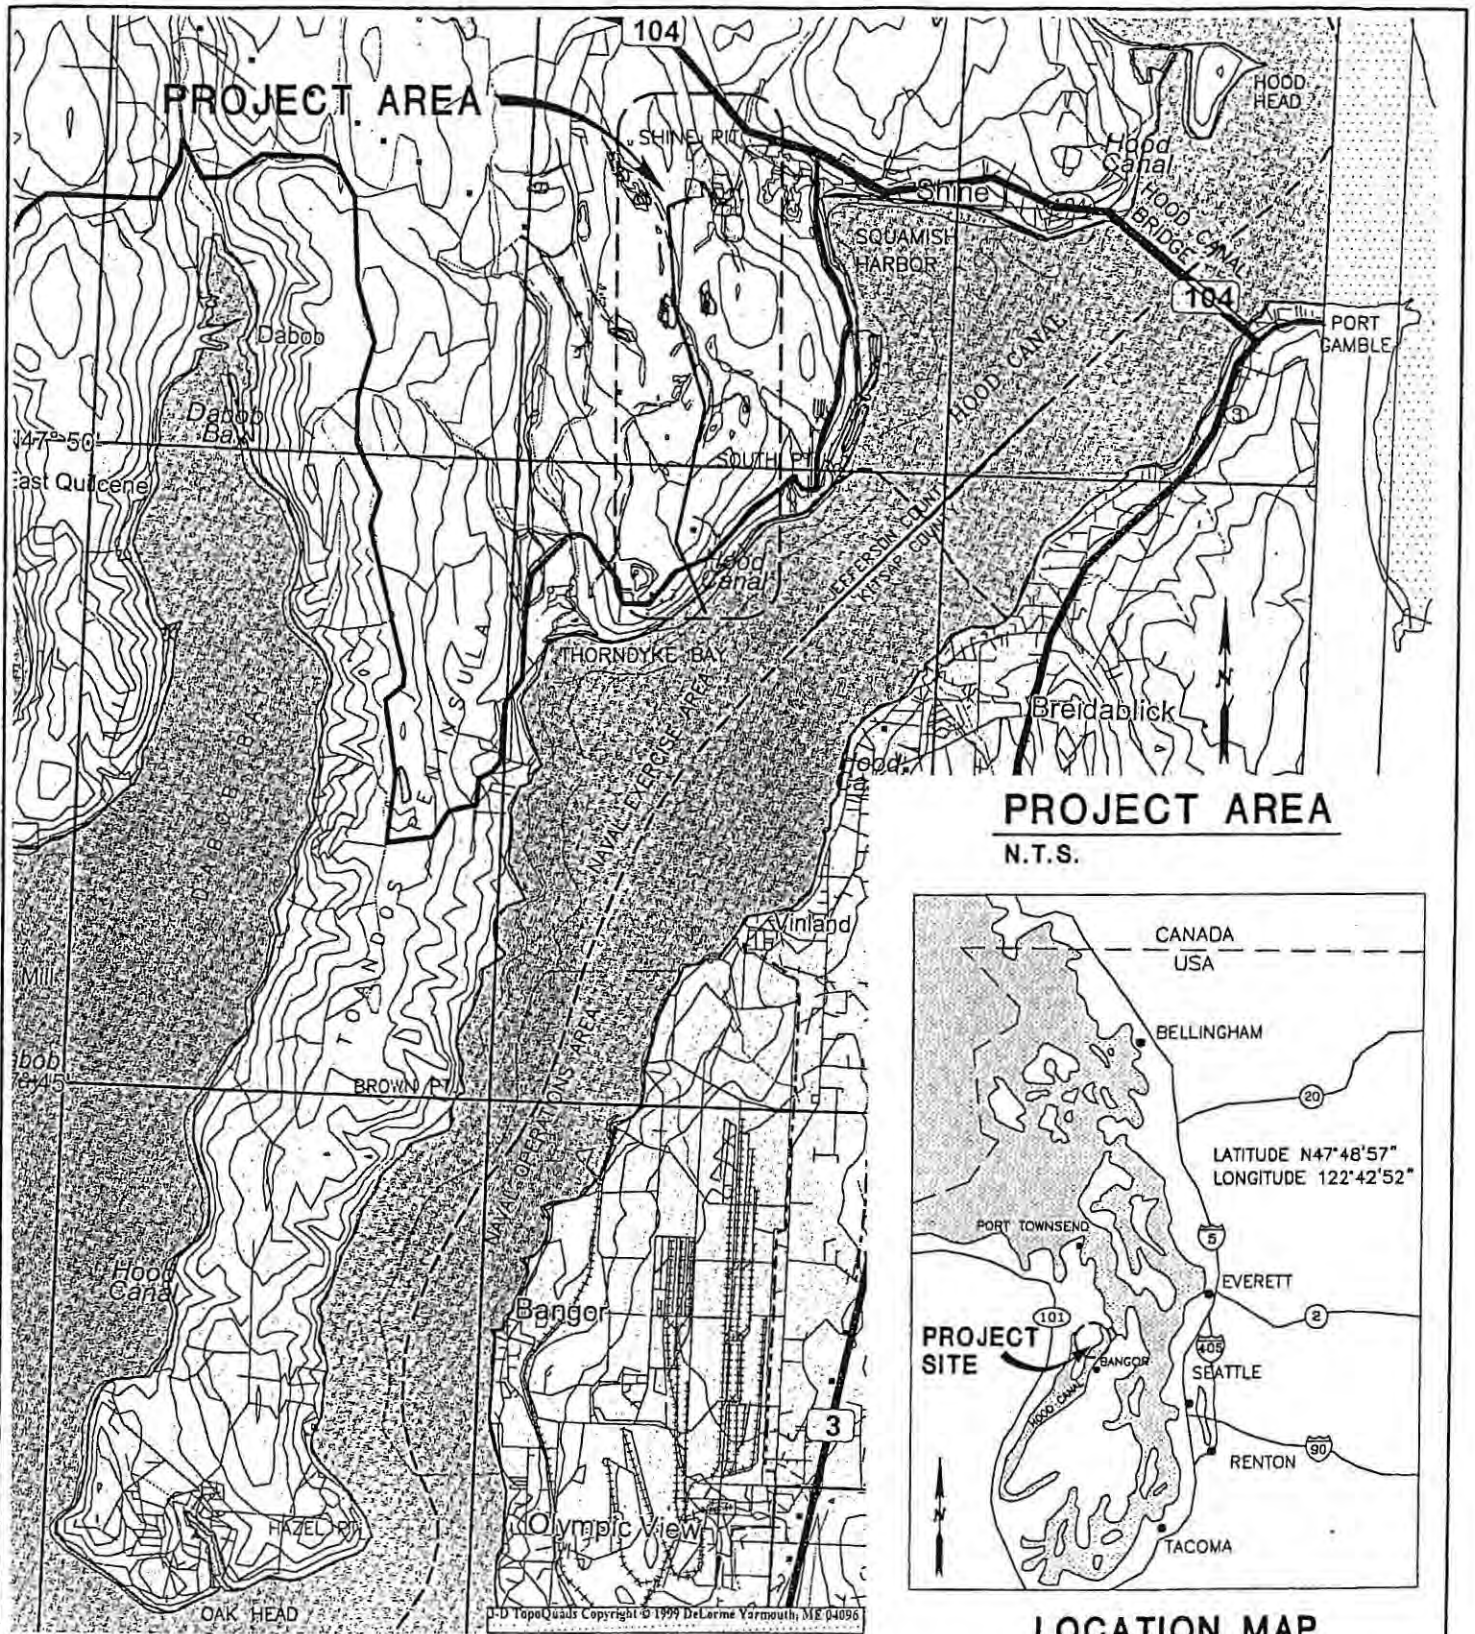 104
PROJECT AREA
HOOD
HEAD
SHINE PIT
Hood
Canal
Shine
104
HOOD CANAL
BRIDGE
SQUAMISH
HARBOR
104
PORT
GAMBLE
Dabob
HOOD CANAL
Dabob
Bay
3
N47° 50'
SOUTH PT
East Quilcene
JEFFERSON COUNTY
KITSAP COUNTY
Hood
Canal
THORNDYKE BAY
N
Breidablick
DABOB BAY
TOANDOS PENINSULA
NAVAL EXERCISE AREA
Hood
PROJECT AREA
N.T.S.
Vinland
Mill
NAVAL OPERATIONS AREA
BROWN PT
Hood
Canal
Bangor
3
HAZEL PT
Olympic View
OAK HEAD
3-D TopoQuads Copyright © 1999 DeLorme Yarmouth, ME 04096
CANADA
USA
BELLINGHAM
20
LATITUDE N47°48'57"
LONGITUDE 122°42'52"
PORT TOWNSEND
5
EVERETT
101
2
PROJECT
SITE
405
BANGOR
SEATTLE
HOOD CANAL
90
RENTON
N
TACOMA
LOCATION MAP